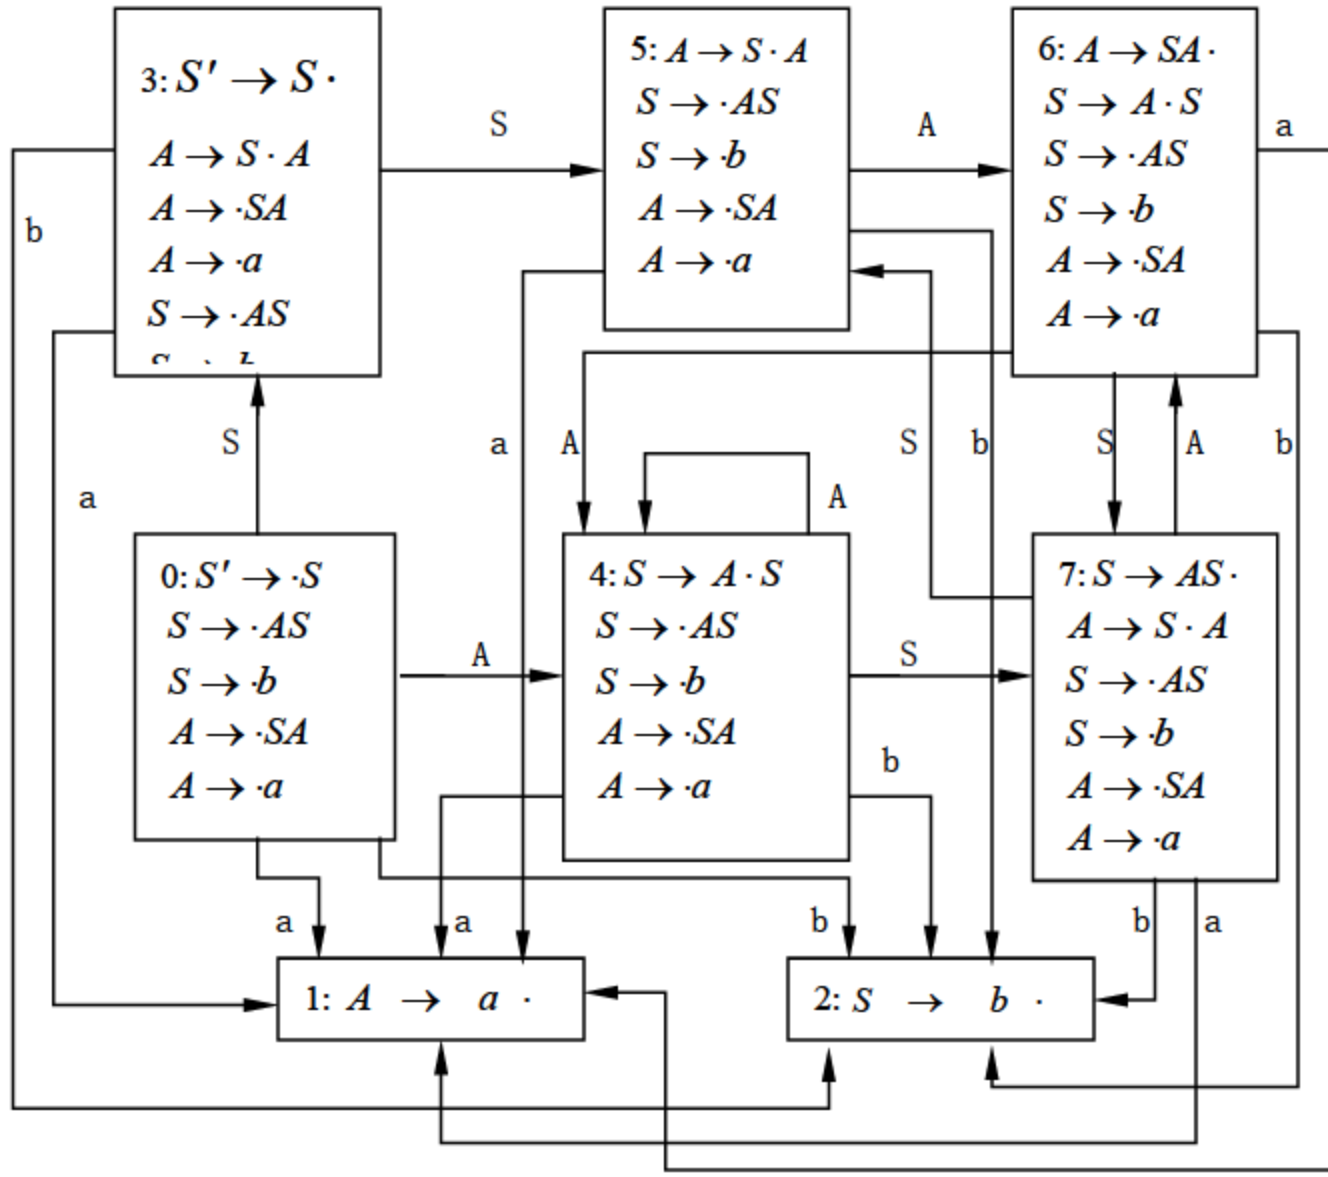 3: S′ → S ·
A → S · A
A → ·SA
A → ·a
S → ·AS
S
5: A → S · A
S → ·AS
S → ·b
A → ·SA
A → ·a
6: A → SA·
S → A · S
S → ·AS
S → ·b
A → ·SA
A → ·a
S
A
a
b
a
S
a
A
A
S
b
S
A
b
0: S′ → ·S
S → ·AS
S → ·b
A → ·SA
A → ·a
A
4: S → A · S
S → ·AS
S → ·b
A → ·SA
A → ·a
S
b
7: S → AS·
A → S · A
S → ·AS
S → ·b
A → ·SA
A → ·a
a
a
b
b
a
1: A → a ·
2: S → b ·